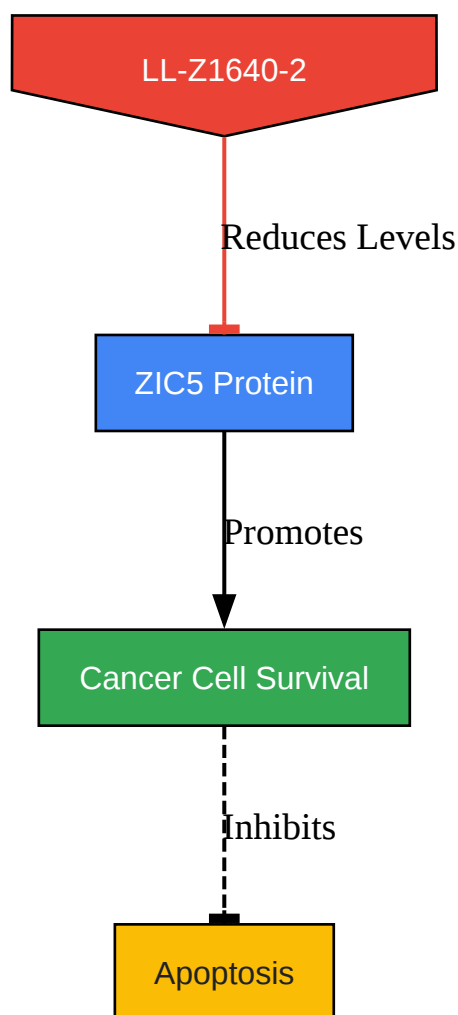 LL-Z1640-2
Reduces Levels
ZIC5 Protein
Promotes
Cancer Cell Survival
Inhibits
Apoptosis